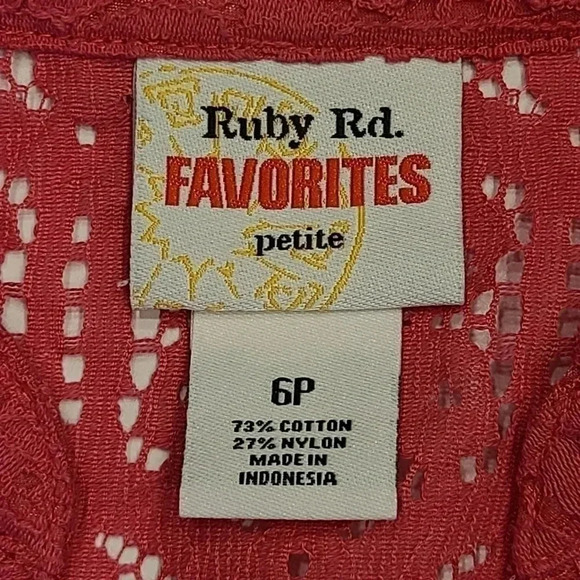 Ruby Rd.
FAVORITES
petite
6P
73% COTTON
27% NYLON
MADE IN
INDONESIA